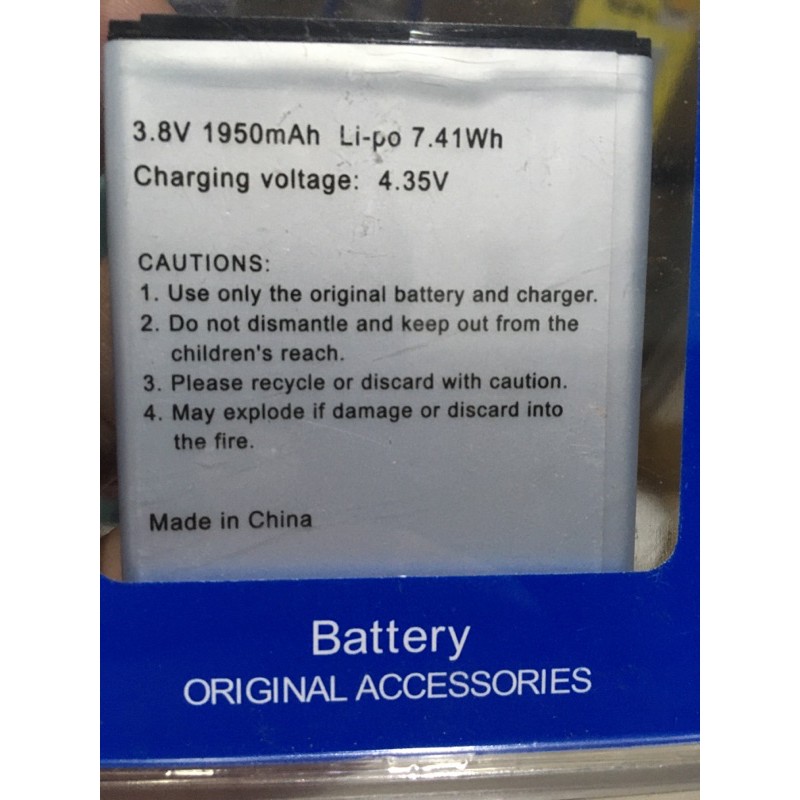 3.8V 1950mAh Li-po 7.41Wh
Charging voltage: 4.35V
CAUTIONS:
1. Use only the original battery and charger.
2. Do not dismantle and keep out from the
children's reach.
3. Please recycle or discard with caution.
4. May explode if damage or discard into
the fire.
Made in China
Battery
ORIGINAL ACCESSORIES